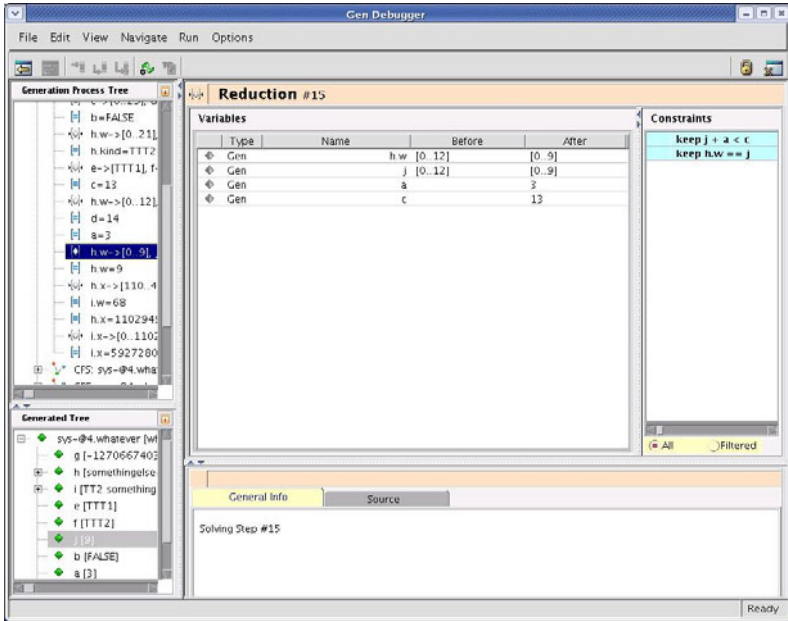 Gen Debugger
File Edit View Navigate Run Options
Generation Process Tree
b=FALSE
h.w->[0..21],
h.kind=TTT2
e->[TTT1], f-
c=13
h.w->[0..12],
d=14
a=3
h.w->[0..9],
h.w=9
h.x->[110..4
i.w=68
h.x=110294
i.x->[0..1102
i.x=5927280
CFS: sys-@4.wha
Generated Tree
sys-@4.whatever [wh
g [-1270667403
h [somethingelse
i [TT2 something
e [TTT1]
f [TTT2]
j [9]
b [FALSE]
a [3]
Reduction #15
Variables
Type Name Before After
Gen h.w [0..12] [0..9]
Gen j [0..12] [0..9]
Gen a 3
Gen c 13
Constraints
keep j + a < c
keep h.w == j
All Filtered
General Info Source
Solving Step #15
Ready